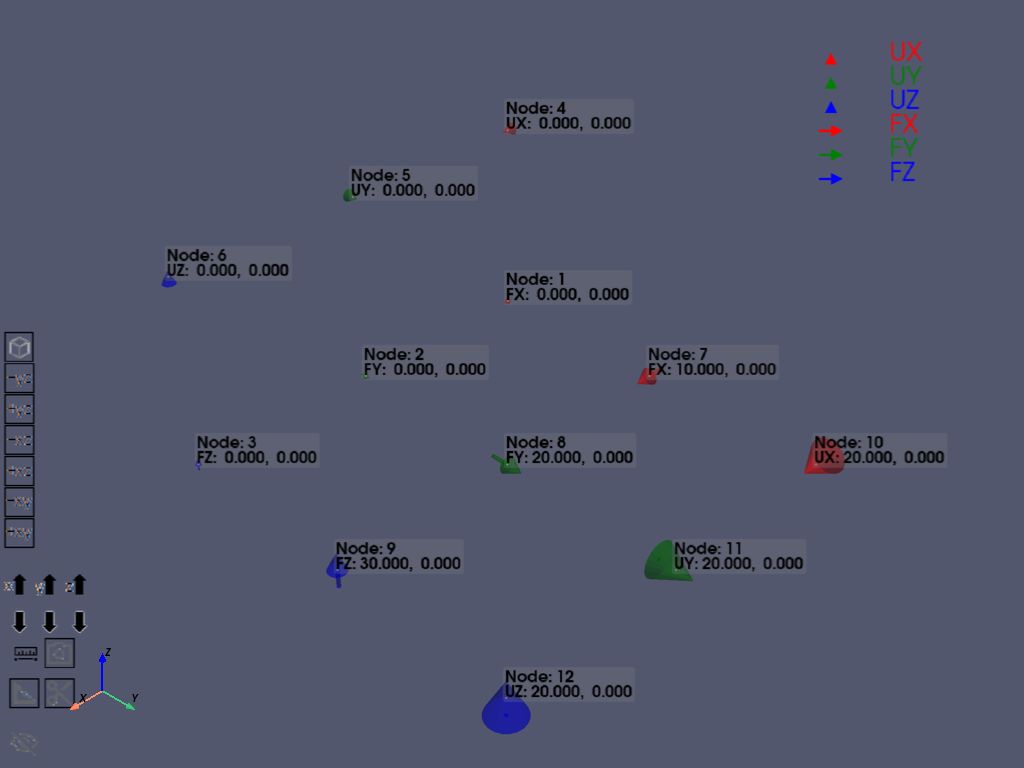 UX
UY
UZ
FX
FY
FZ
Node: 4
UX: 0.000, 0.000
Node: 5
UY: 0.000, 0.000
Node: 6
UZ: 0.000, 0.000
Node: 1
FX: 0.000, 0.000
Node: 2
FY: 0.000, 0.000
Node: 7
FX: 10.000, 0.000
Node: 3
FZ: 0.000, 0.000
Node: 8
FY: 20.000, 0.000
Node: 10
UX: 20.000, 0.000
Node: 9
FZ: 30.000, 0.000
Node: 11
UY: 20.000, 0.000
Node: 12
UZ: 20.000, 0.000
-yz
+yz
-xz
+xz
-xy
+xy
x y z
Z
X
Y